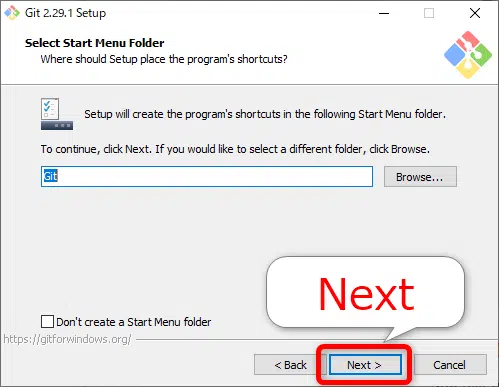 Git 2.29.1 Setup
Select Start Menu Folder
Where should Setup place the program's shortcuts?
Setup will create the program's shortcuts in the following Start Menu folder.
To continue, click Next. If you would like to select a different folder, click Browse.
Git
Browse...
Next
Don't create a Start Menu folder
https://gitforwindows.org/
< Back
Next >
Cancel